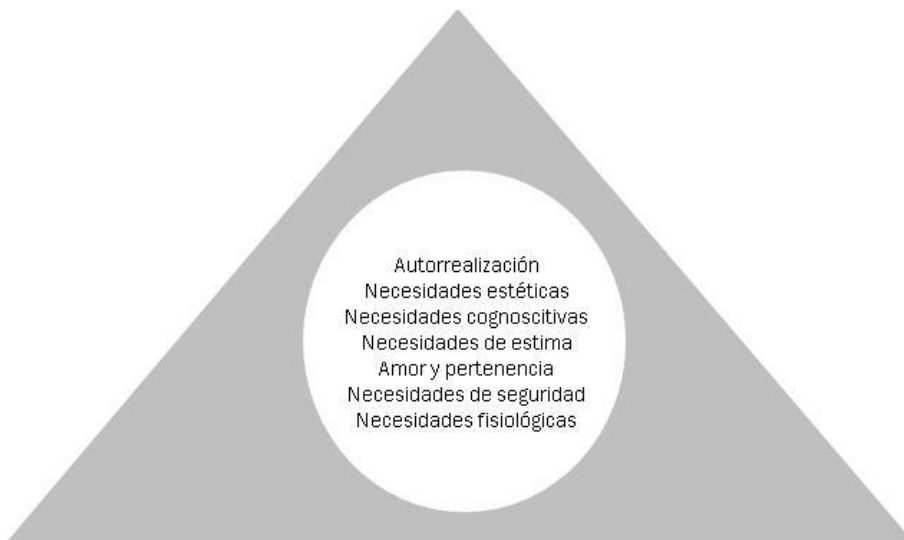 Autorrealización
Necesidades estéticas
Necesidades cognoscitivas
Necesidades de estima
Amor y pertenencia
Necesidades de seguridad
Necesidades fisiológicas